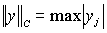 ‖y‖_C = max|y_j|